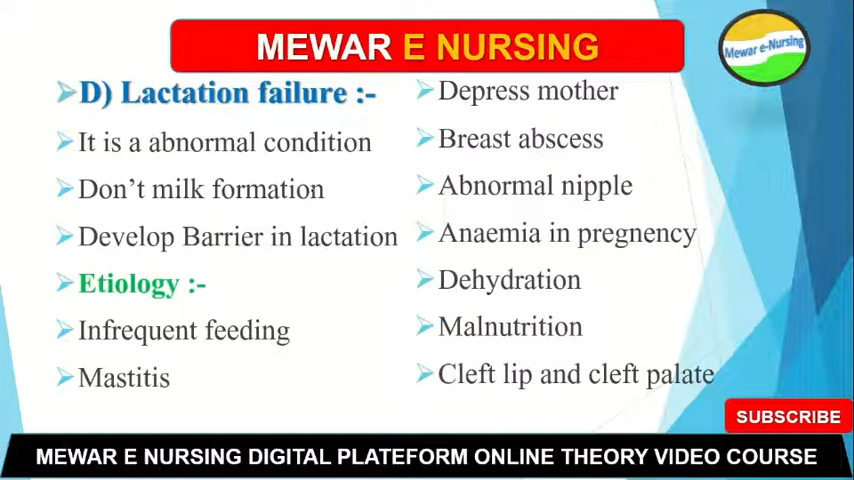 MEWAR E NURSING
Mewar e-Nursing
D) Lactation failure :-
It is a abnormal condition
Don't milk formation
Develop Barrier in lactation
Etiology :-
Infrequent feeding
Mastitis
Depress mother
Breast abscess
Abnormal nipple
Anaemia in pregnency
Dehydration
Malnutrition
Cleft lip and cleft palate
SUBSCRIBE
MEWAR E NURSING DIGITAL PLATEFORM ONLINE THEORY VIDEO COURSE